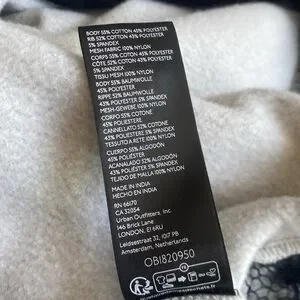 BODY 55% COTTON 45% POLYESTER
RIB 52% COTTON 43% POLYESTER
5% SPANDEX
MESH FABRIC 100% NYLON
CORPS 55% COTON 45% POLYESTER
CÔTE 52% COTON 43% POLYESTER
5% SPANDEX
TISSU MESH 100% NYLON
BODY 55% BAUMWOLLE
45% POLYESTER
RIPPE 52% BAUMWOLLE
43% POLYESTER 5% SPANDEX
MESH-GEWEBE 100% NYLON
CORPO 55% COTONE
45% POLIESTERE
CANNELLATO 52% COTONE
43% POLIESTERE 5% SPANDEX
TESSUTO A RETE 100% NYLON
CUERPO 55% ALGODÓN
45% POLIÉSTER
ACANALADO 52% ALGODÓN
43% POLIÉSTER 5% SPANDEX
TEJIDO DE MALLA 100% NYLON
MADE IN INDIA
HECHO EN INDIA
RN 66170
CA 32054
Urban Outfitters, Inc
146 Brick Lane
LONDON, E1 6RU
Leidsestraat 32, 1017 PB
Amsterdam, Netherlands
OB1820950